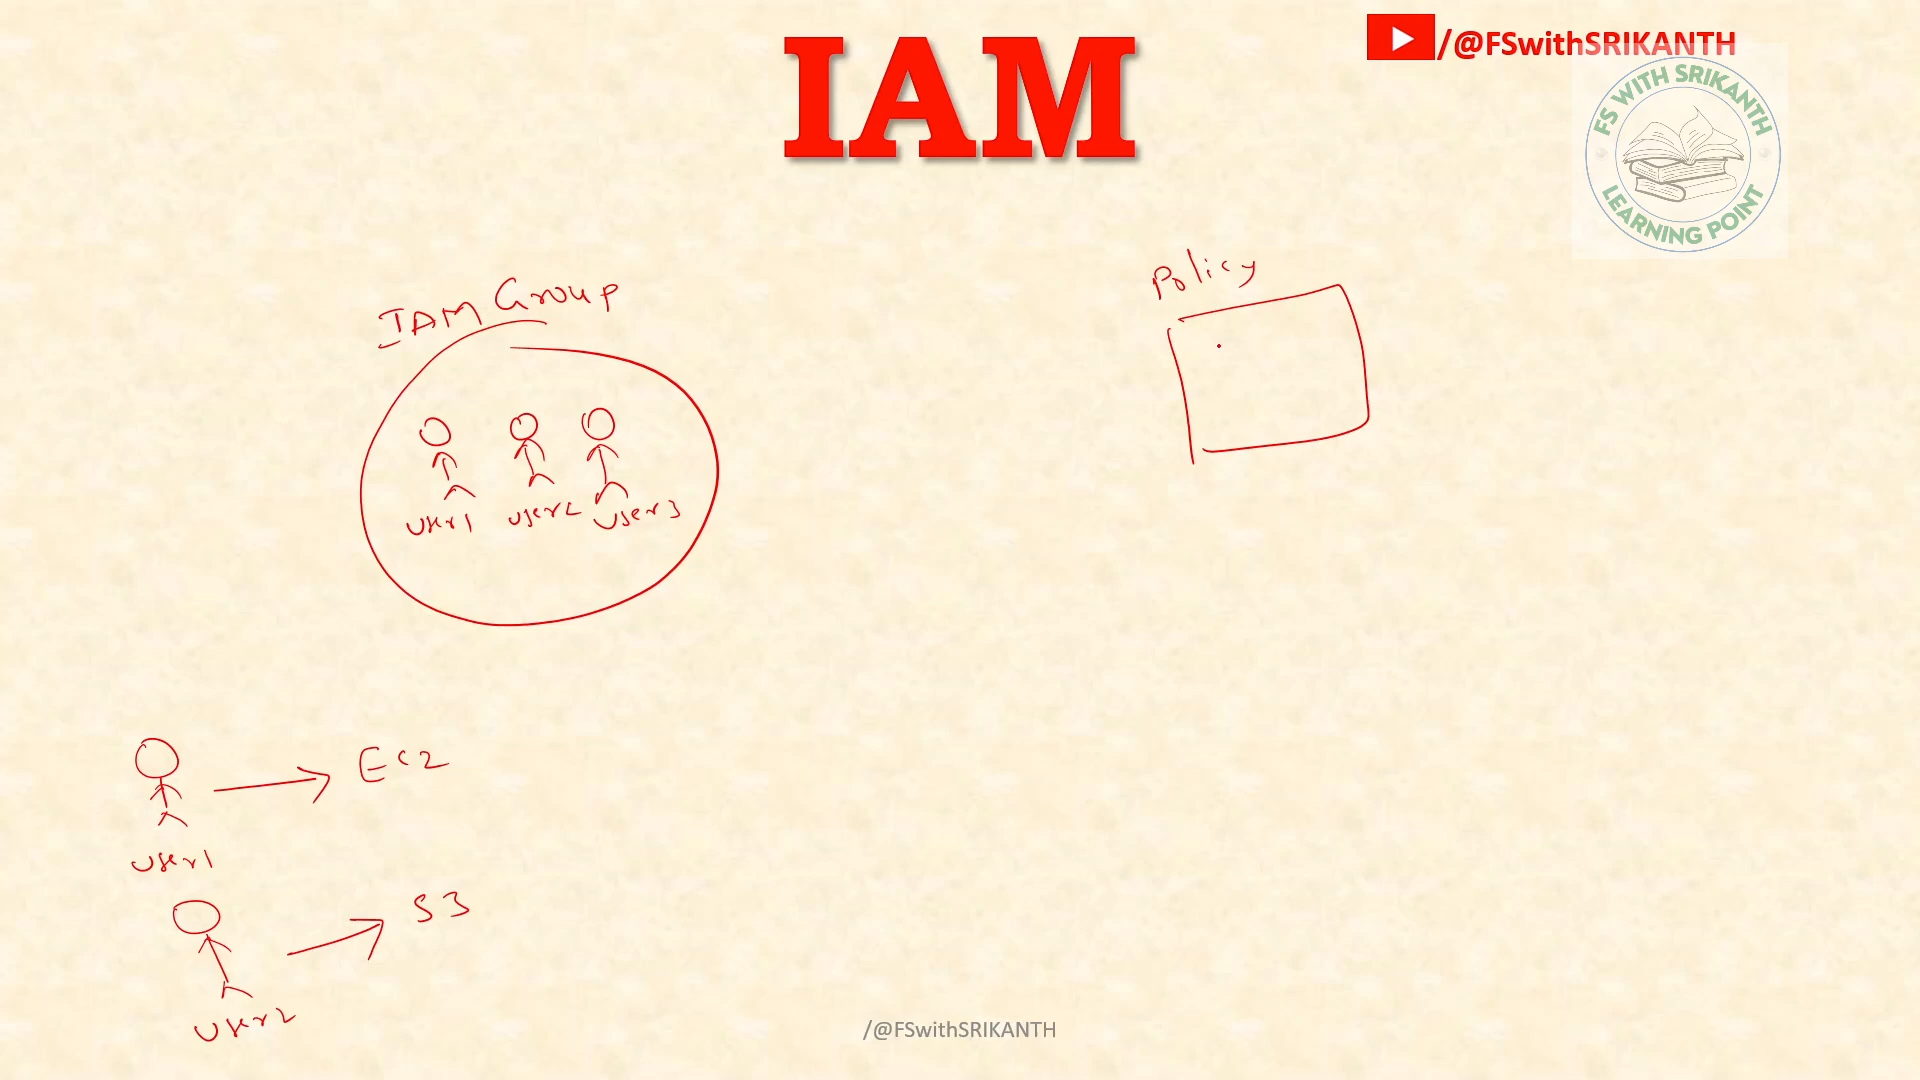 IAM
/@FSwithSRIKANTH
FS WITH SRIKANTH
LEARNING POINT
Policy
IAM Group
user1 user2 user3
EC2
user1
S3
user2
/@FSwithSRIKANTH